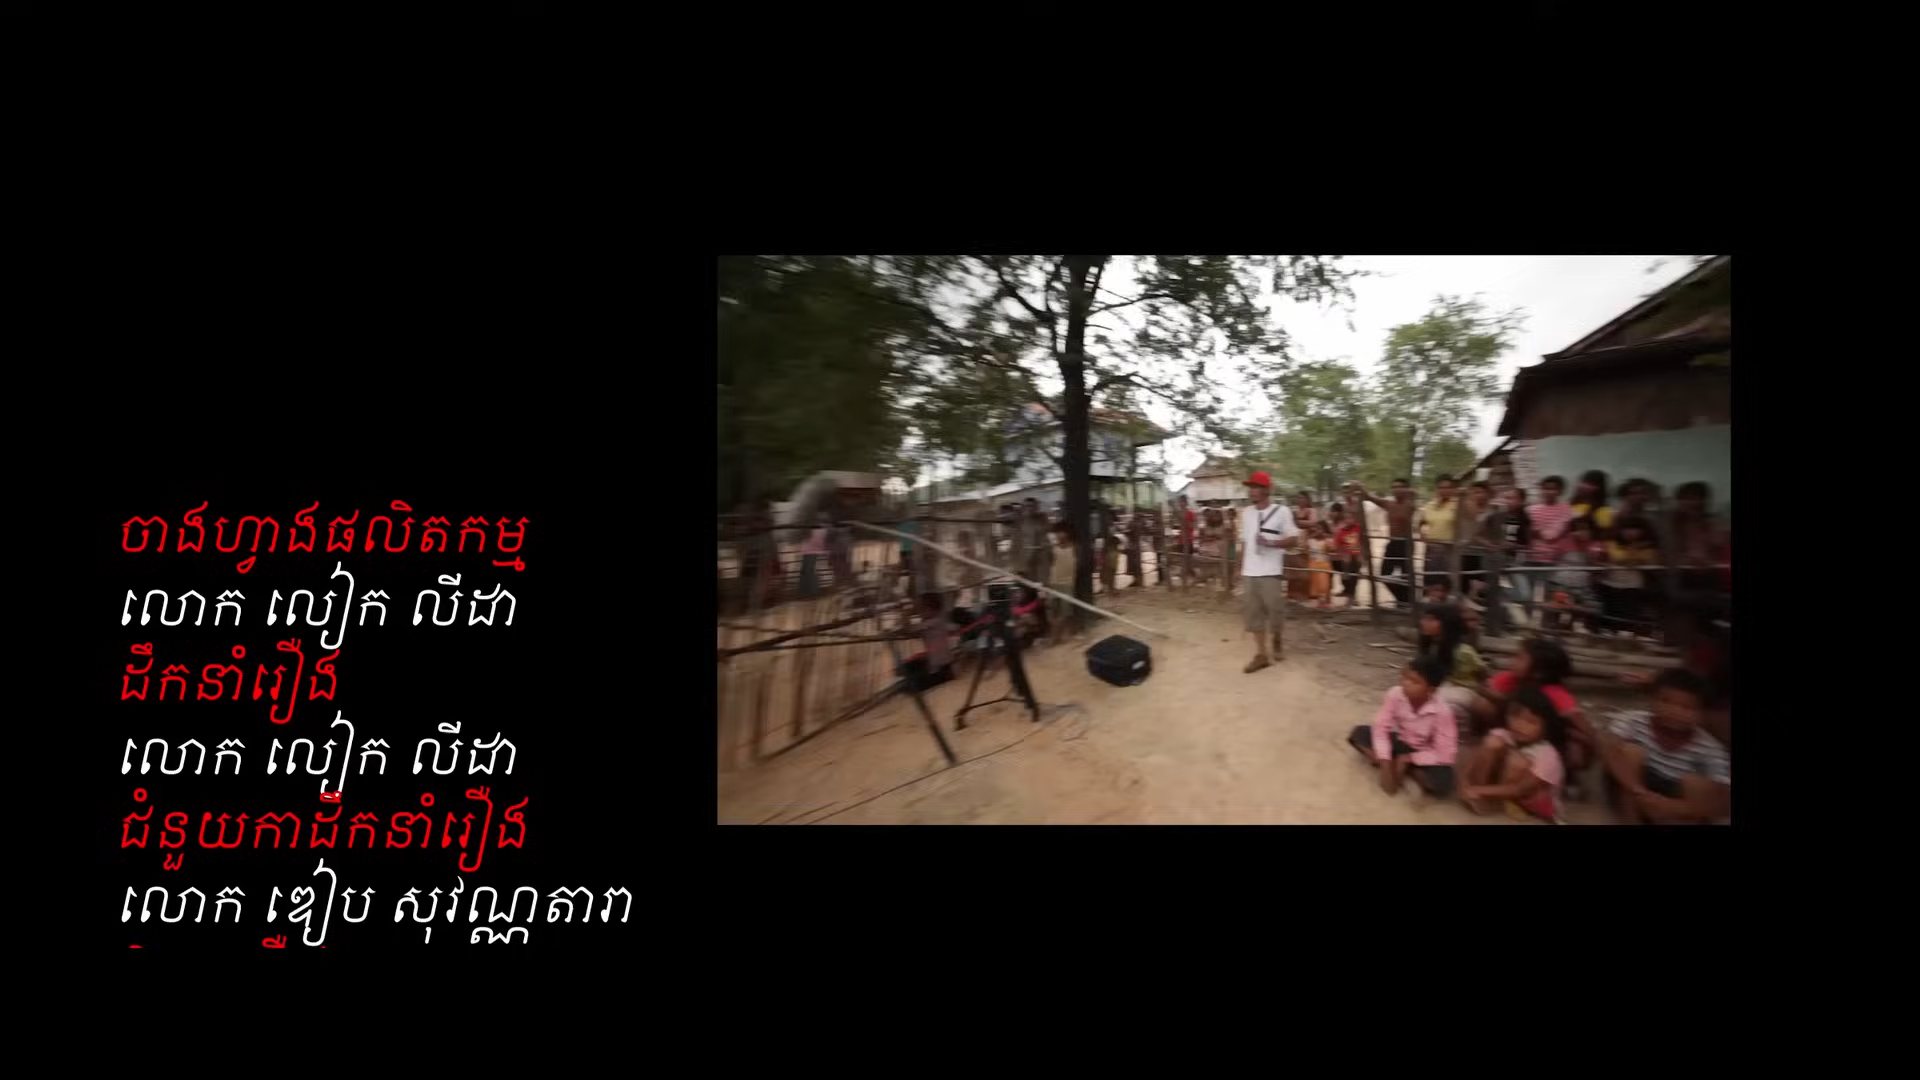 ចាងហ្វាងផលិតកម្ម
លោក លៀក លីដា
ដឹកនាំរឿង
លោក លៀក លីដា
ជំនួយកាដឹកនាំរឿង
លោក ឌៀប សុវណ្ណតារា